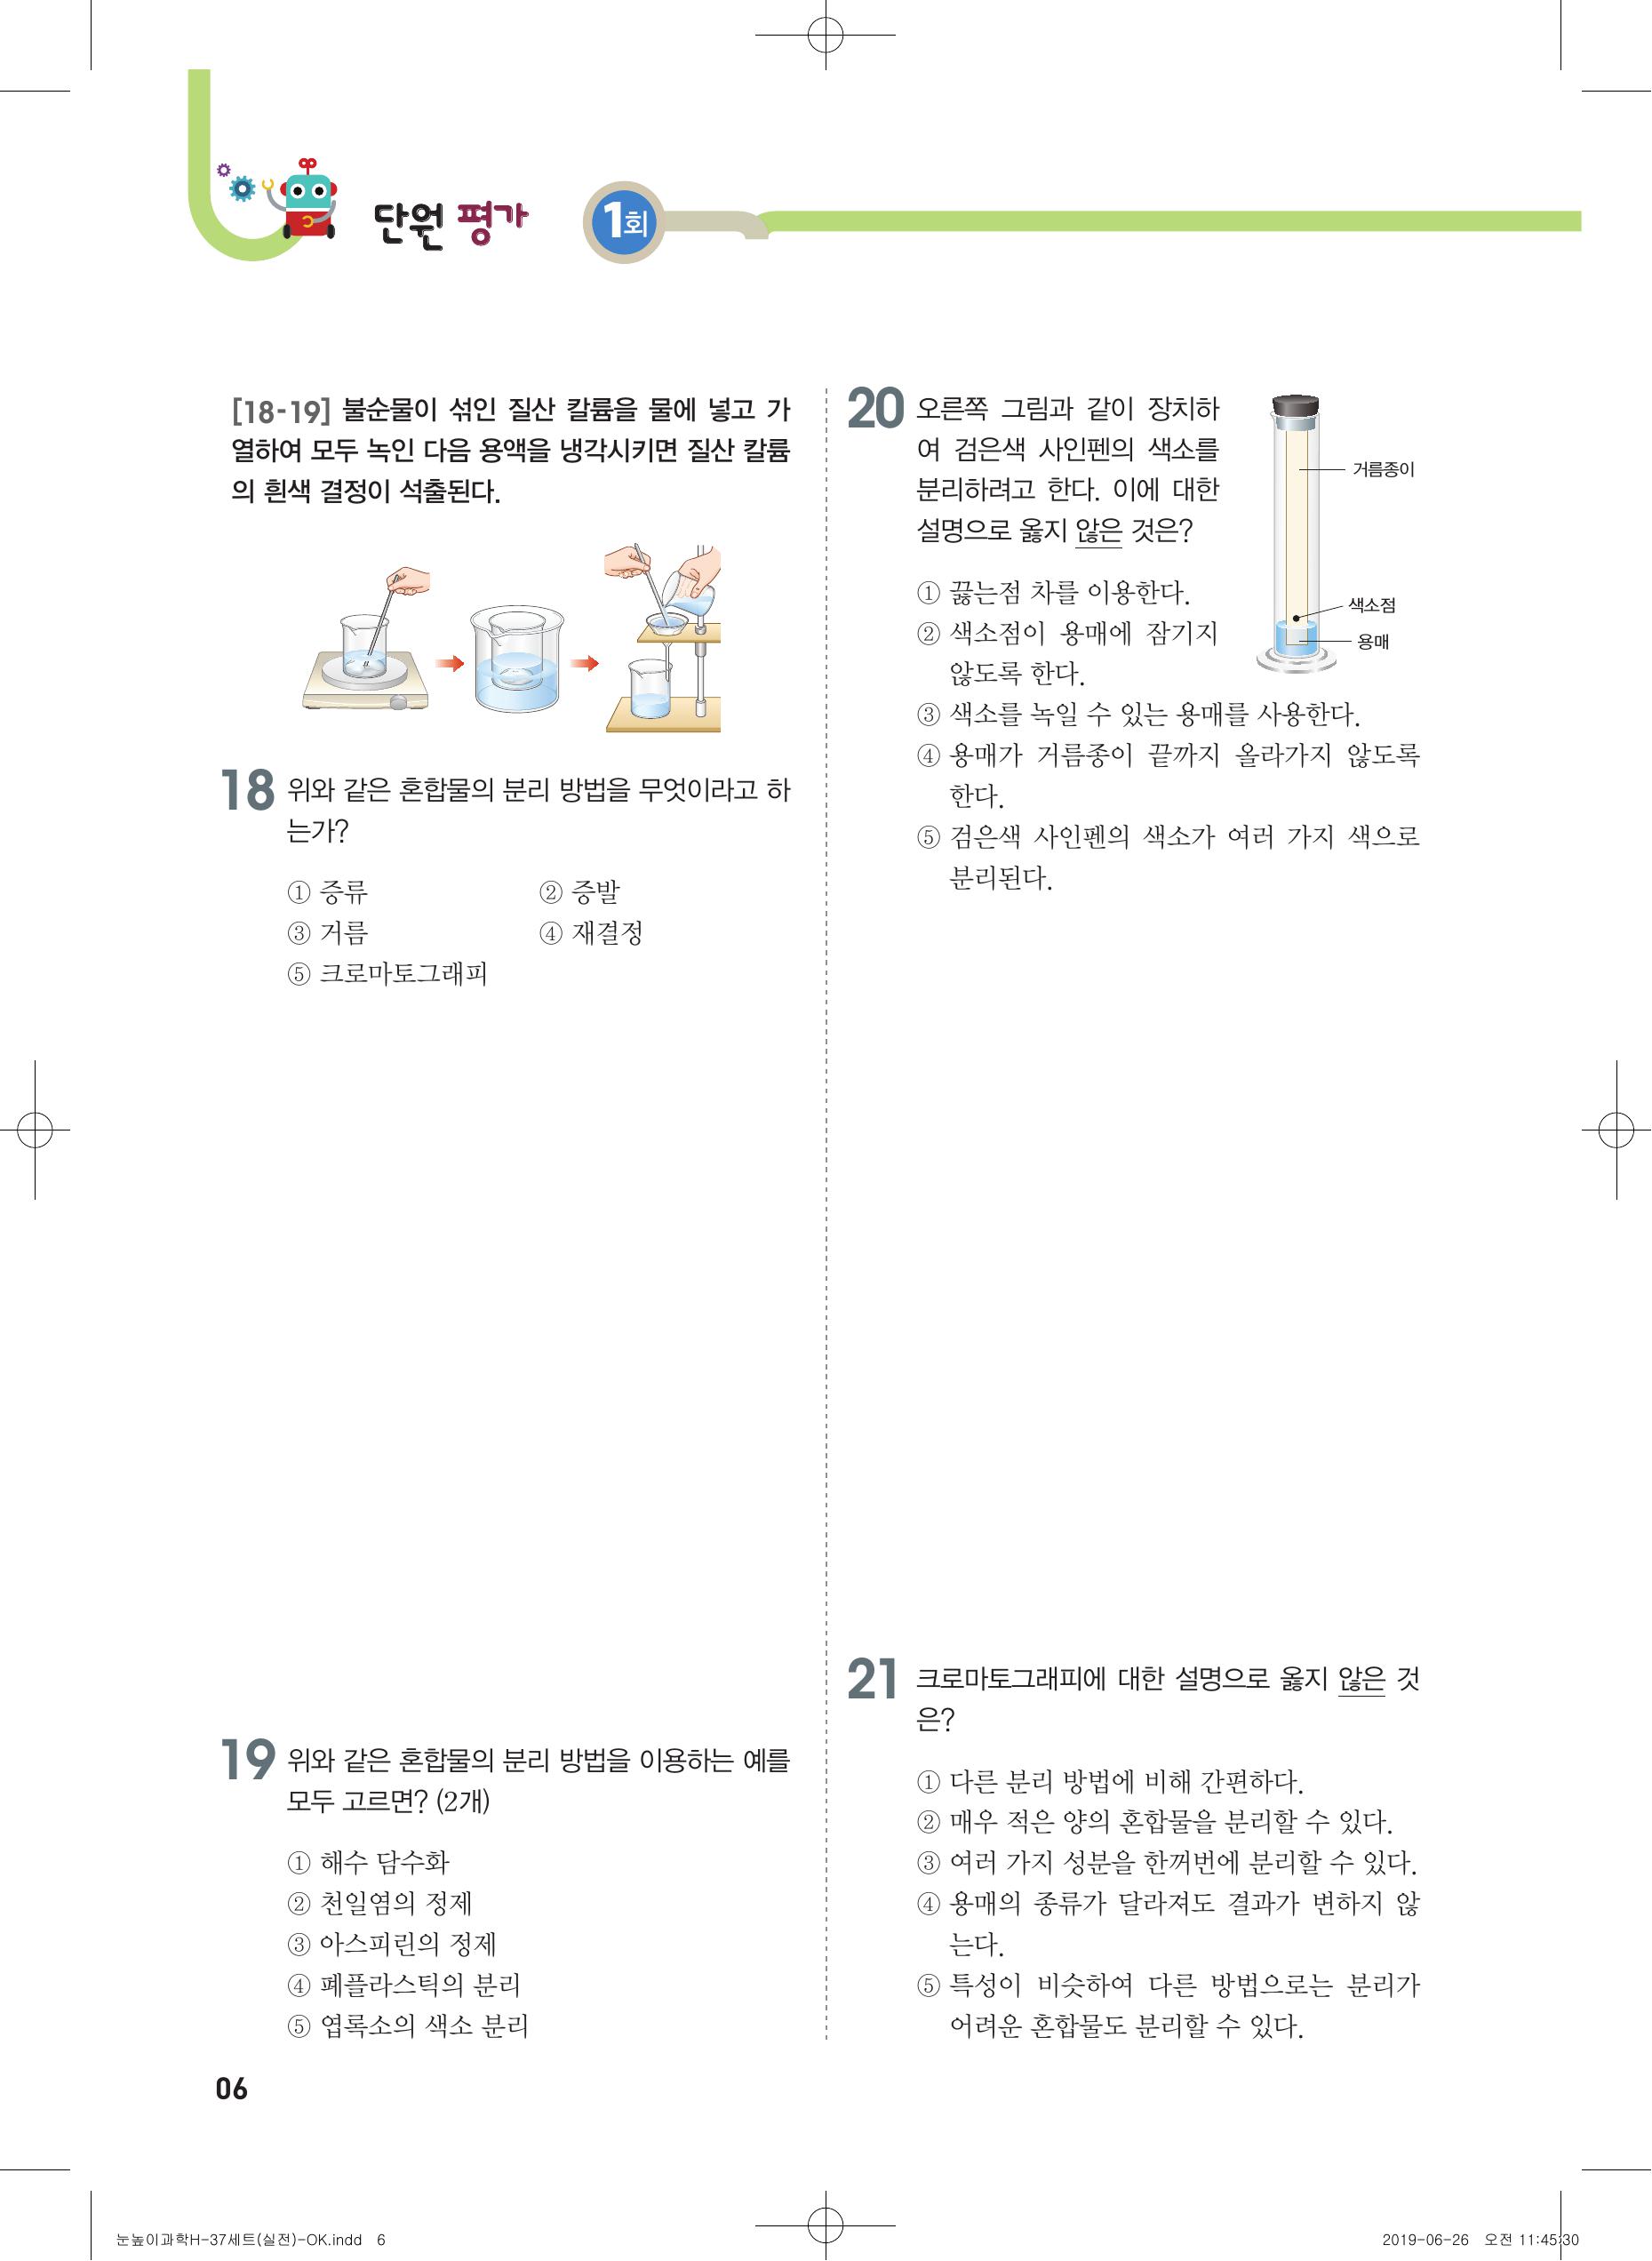 단원 평가
1회
[18-19] 불순물이 섞인 질산 칼륨을 물에 넣고 가
열하여 모두 녹인 다음 용액을 냉각시키면 질산 칼륨
의 흰색 결정이 석출된다.
18 위와 같은 혼합물의 분리 방법을 무엇이라고 하
는가?
① 증류 ② 증발
③ 거름 ④ 재결정
⑤ 크로마토그래피
19 위와 같은 혼합물의 분리 방법을 이용하는 예를
모두 고르면? (2개)
① 해수 담수화
② 천일염의 정제
③ 아스피린의 정제
④ 폐플라스틱의 분리
⑤ 엽록소의 색소 분리
20 오른쪽 그림과 같이 장치하
여 검은색 사인펜의 색소를
분리하려고 한다. 이에 대한
설명으로 옳지 않은 것은?
거름종이
색소점
용매
① 끓는점 차를 이용한다.
② 색소점이 용매에 잠기지
않도록 한다.
③ 색소를 녹일 수 있는 용매를 사용한다.
④ 용매가 거름종이 끝까지 올라가지 않도록
한다.
⑤ 검은색 사인펜의 색소가 여러 가지 색으로
분리된다.
21 크로마토그래피에 대한 설명으로 옳지 않은 것
은?
① 다른 분리 방법에 비해 간편하다.
② 매우 적은 양의 혼합물을 분리할 수 있다.
③ 여러 가지 성분을 한꺼번에 분리할 수 있다.
④ 용매의 종류가 달라져도 결과가 변하지 않
는다.
⑤ 특성이 비슷하여 다른 방법으로는 분리가
어려운 혼합물도 분리할 수 있다.
06
눈높이과학H-37세트(실전)-OK.indd 6
2019-06-26 오전 11:45:30